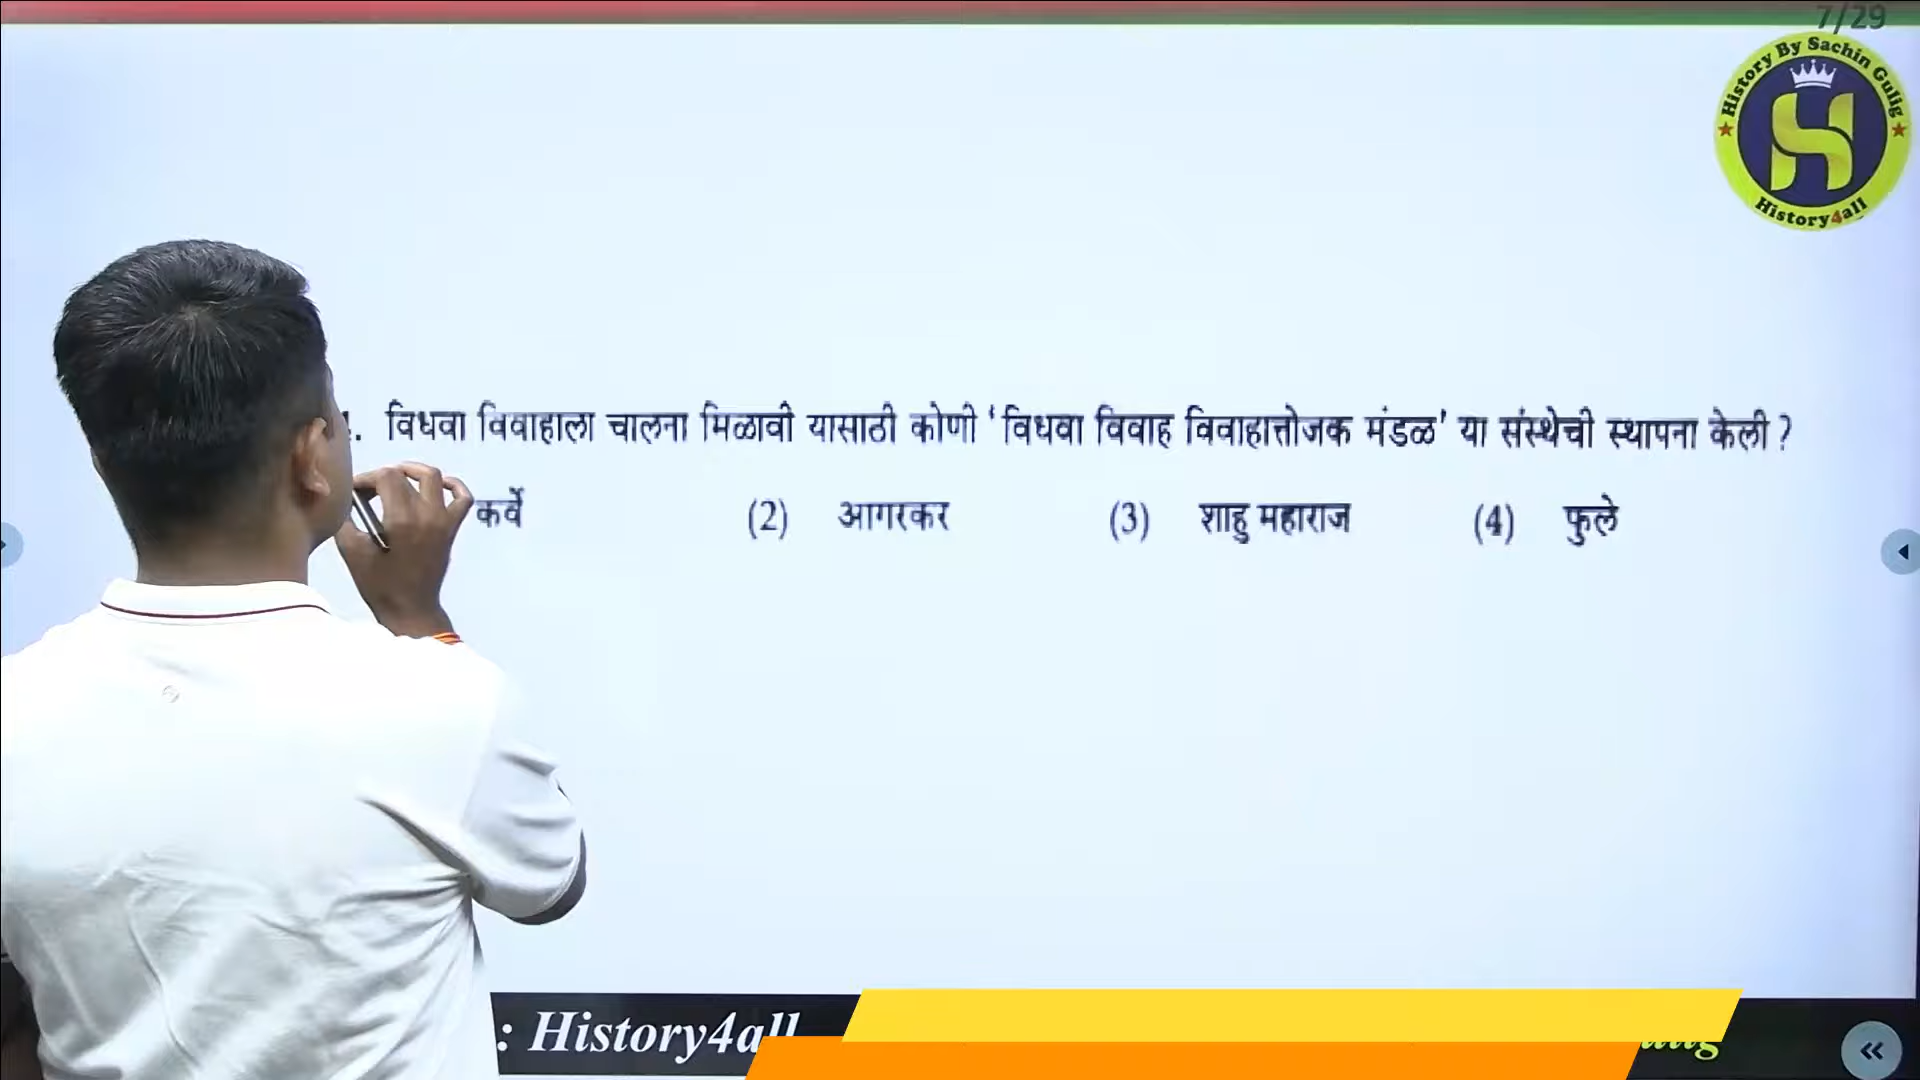 7/29
History By Sachin Gulig
History4all
. विधवा विवाहाला चालना मिळावी यासाठी कोणी ‘विधवा विवाह विवाहात्तोजक मंडळ’ या संस्थेची स्थापना केली ?
कर्वे (2) आगरकर (3) शाहु महाराज (4) फुले
: History4all